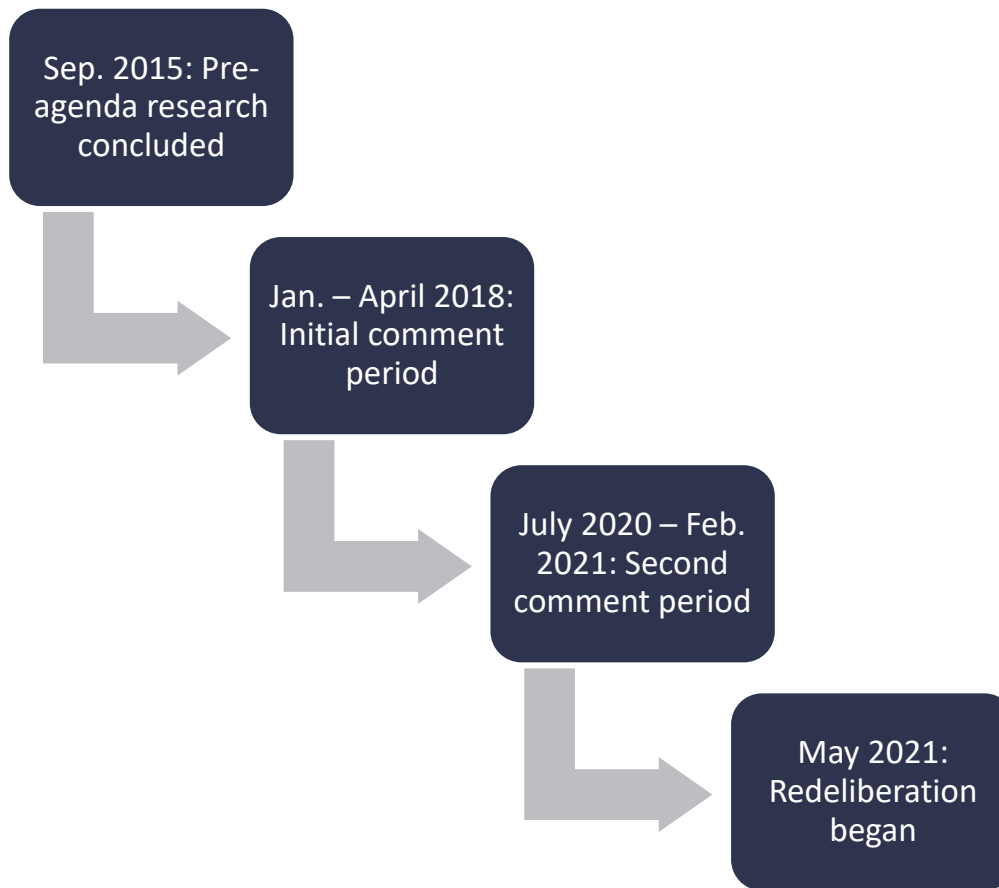 Sep. 2015: Pre-
agenda research
concluded
Jan. – April 2018:
Initial comment
period
July 2020 – Feb.
2021: Second
comment period
May 2021:
Redeliberation
began